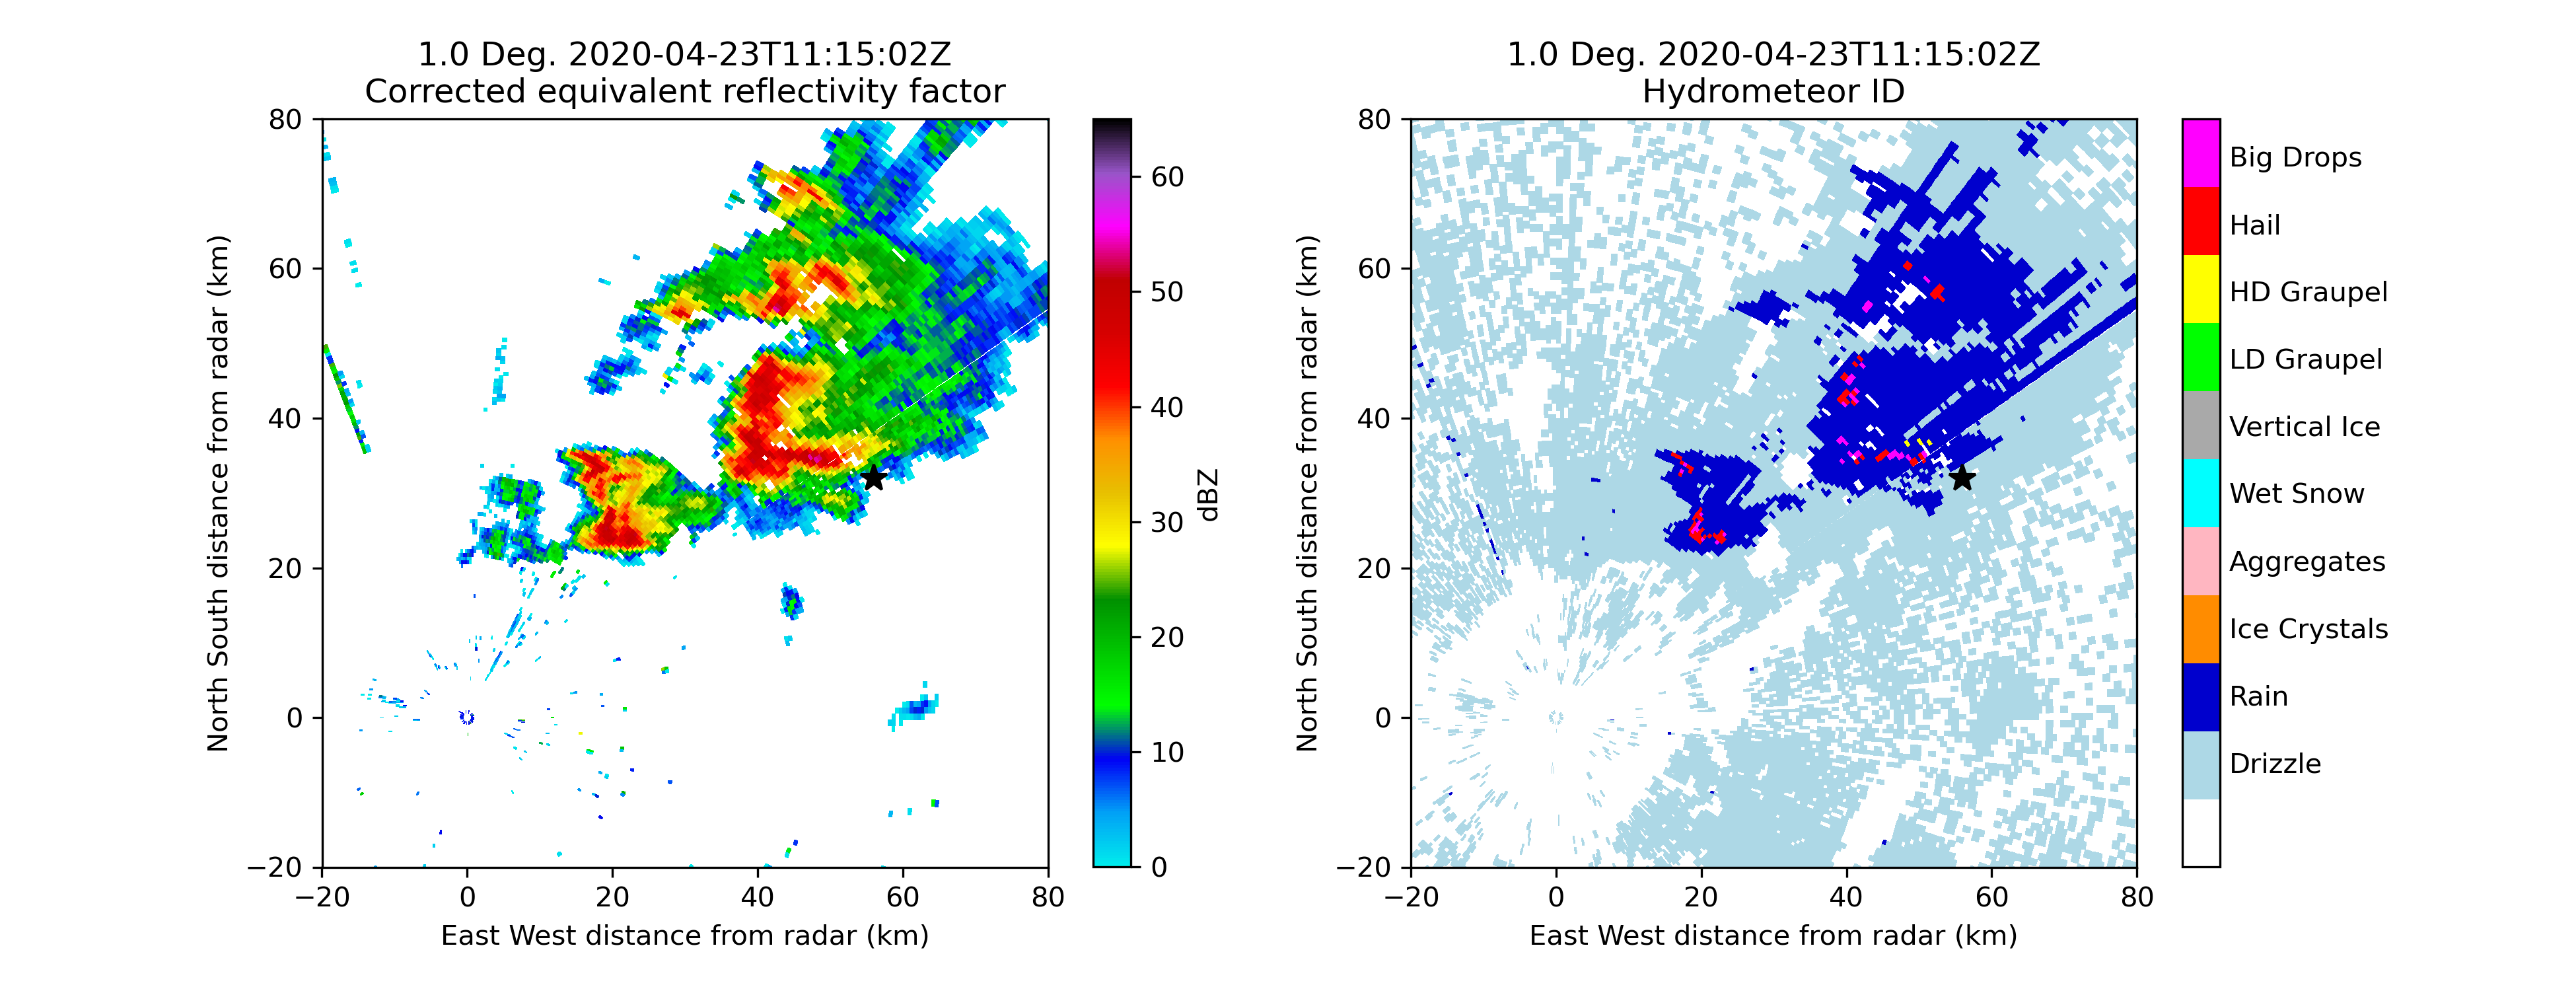 1.0 Deg. 2020-04-23T11:15:02Z
Corrected equivalent reflectivity factor
80
60
40
20
0
−20
−20 0 20 40 60 80
North South distance from radar (km)
East West distance from radar (km)
60
50
40
30
20
10
0
dBZ
1.0 Deg. 2020-04-23T11:15:02Z
Hydrometeor ID
80
60
40
20
0
−20
−20 0 20 40 60 80
North South distance from radar (km)
East West distance from radar (km)
Big Drops
Hail
HD Graupel
LD Graupel
Vertical Ice
Wet Snow
Aggregates
Ice Crystals
Rain
Drizzle